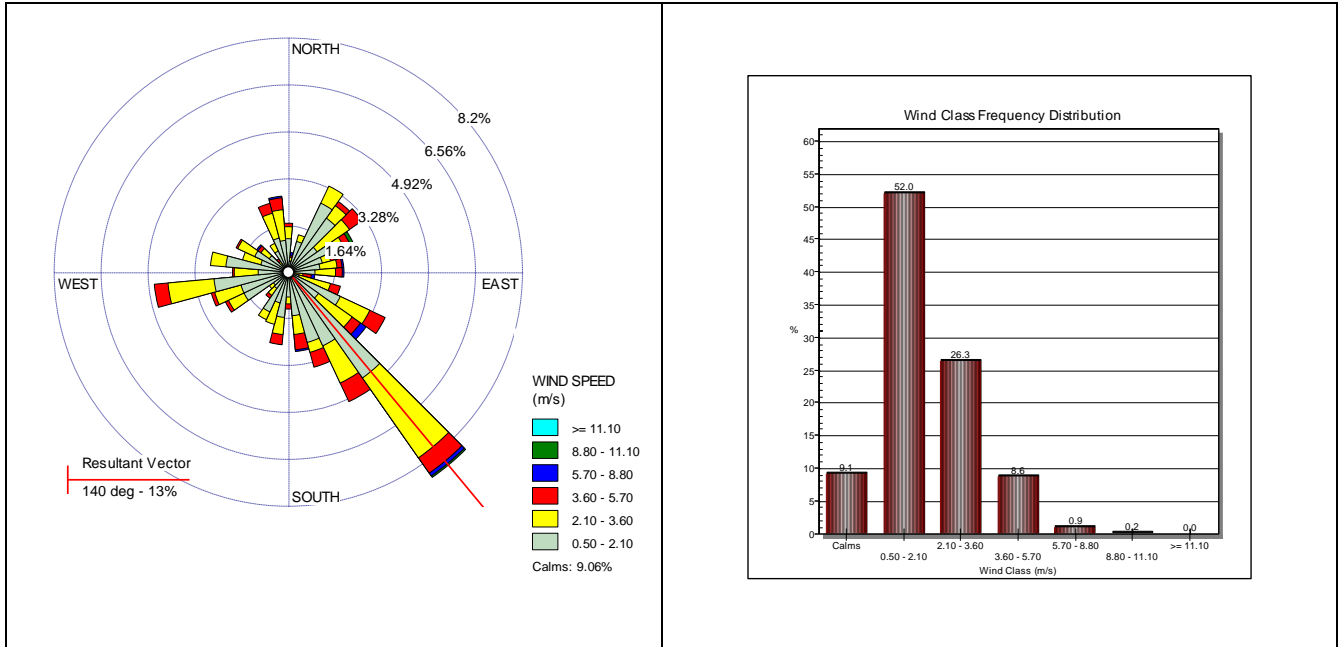 NORTH
8.2%
6.56%
4.92%
3.28%
1.64%
WEST
EAST
SOUTH
Resultant Vector
140 deg - 13%
WIND SPEED
(m/s)
>= 11.10
8.80 - 11.10
5.70 - 8.80
3.60 - 5.70
2.10 - 3.60
0.50 - 2.10
Calms: 9.06%
Wind Class Frequency Distribution
%
60
55
50
45
40
35
30
25
20
15
10
5
0
9.1
52.0
26.3
8.6
0.9
0.2
0.0
Calms
0.50 - 2.10
2.10 - 3.60
3.60 - 5.70
5.70 - 8.80
8.80 - 11.10
>= 11.10
Wind Class (m/s)